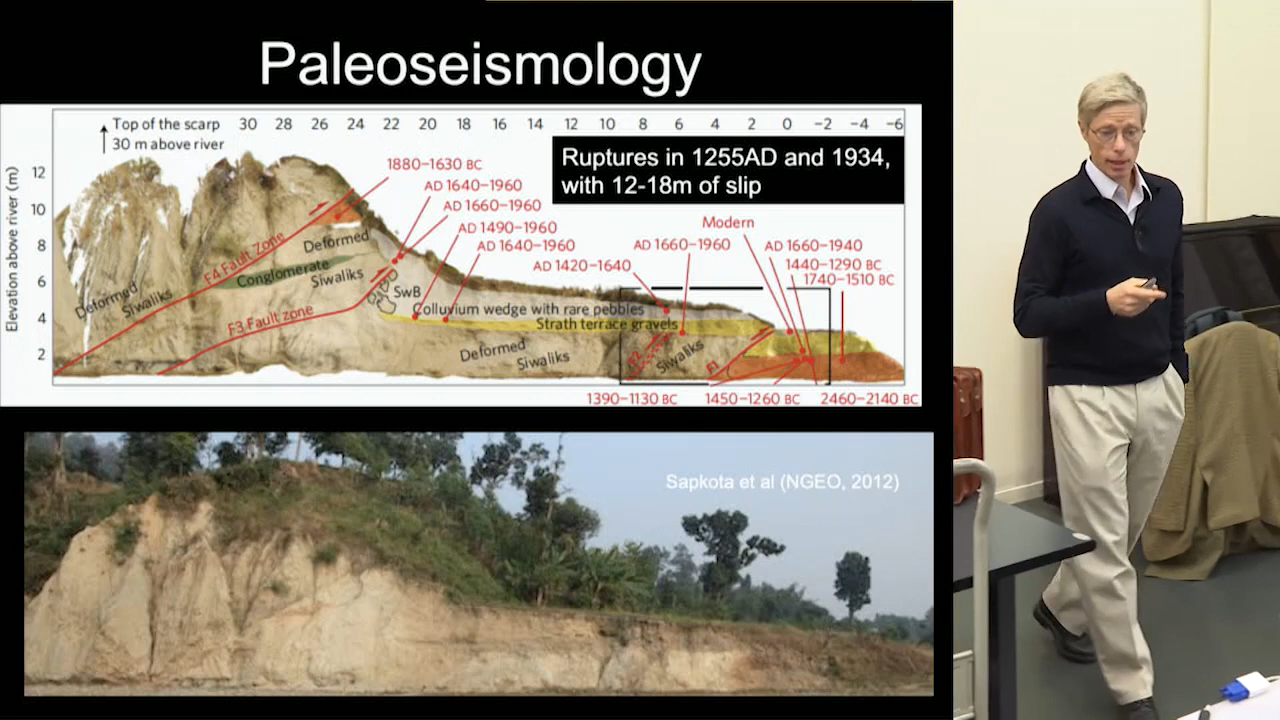 Paleoseismology
Top of the scarp
30 m above river
30 28 26 24 22 20 18 16 14 12 10 8 6 4 2 0 −2 −4 −6
Ruptures in 1255AD and 1934,
with 12-18m of slip
Elevation above river (m)
12
10
8
6
4
2
1880–1630 BC
AD 1640–1960
AD 1660–1960
AD 1490–1960
AD 1640–1960
AD 1420–1640
AD 1660–1960
Modern
AD 1660–1940
1440–1290 BC
1740–1510 BC
F4 Fault Zone
Deformed
Siwaliks
Conglomerate
Deformed
Siwaliks
SwB
F3 Fault zone
Colluvium wedge with rare pebbles
Strath terrace gravels
Deformed
Siwaliks
F2
Siwaliks
F1
1390–1130 BC
1450–1260 BC
2460–2140 BC
Sapkota et al (NGEO, 2012)